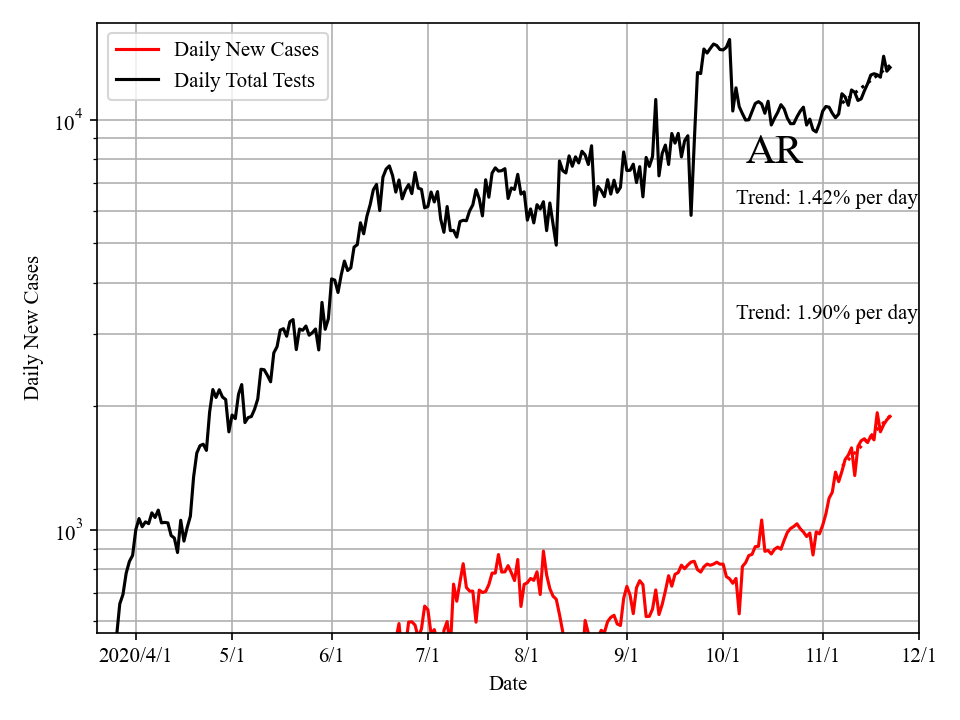 Daily New Cases
Daily Total Tests
10^4
AR
Trend: 1.42% per day
Trend: 1.90% per day
Daily New Cases
10^3
2020/4/1 5/1 6/1 7/1 8/1 9/1 10/1 11/1 12/1
Date